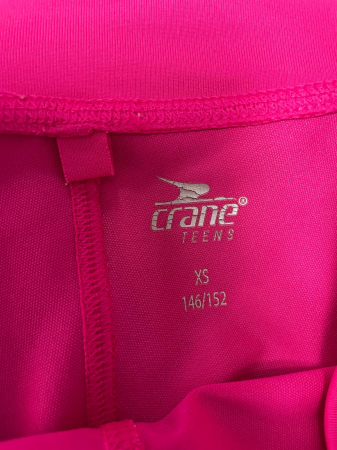 crane®
TEENS
XS
146/152